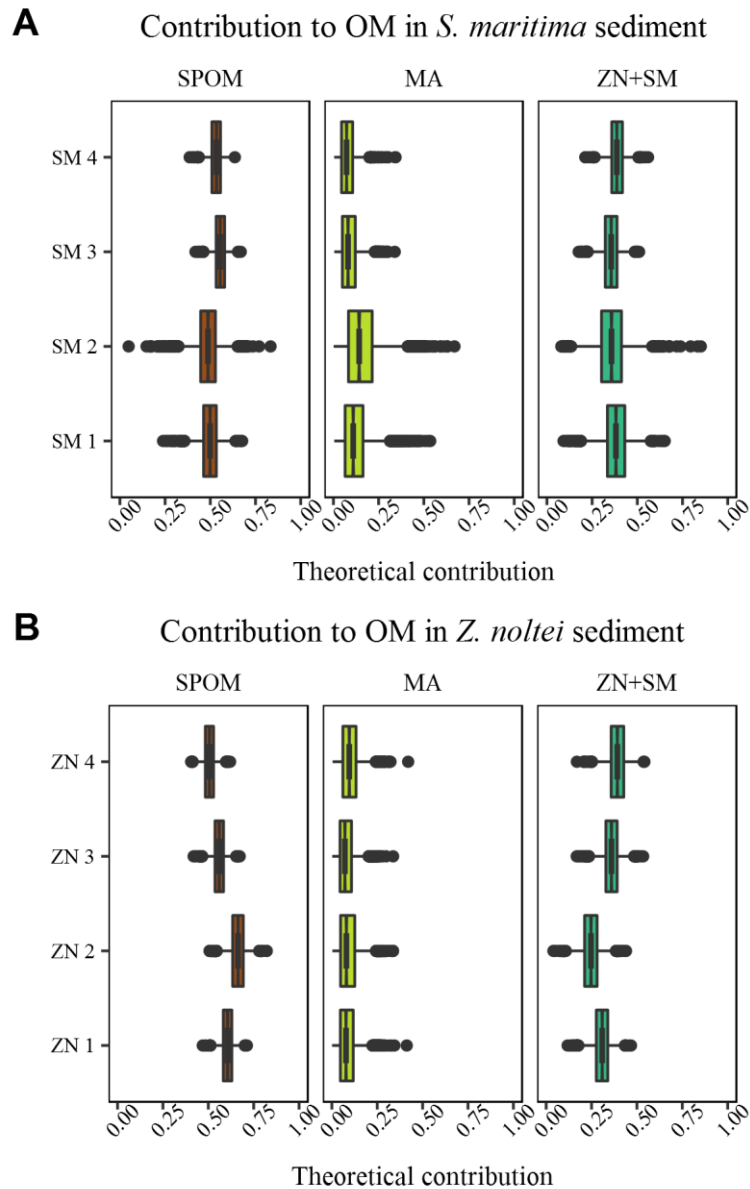 A Contribution to OM in S. maritima sediment
SPOM MA ZN+SM
SM 4
SM 3
SM 2
SM 1
0.00 0.25 0.50 0.75 1.00 0.00 0.25 0.50 0.75 1.00 0.00 0.25 0.50 0.75 1.00
Theoretical contribution
B Contribution to OM in Z. noltei sediment
SPOM MA ZN+SM
ZN 4
ZN 3
ZN 2
ZN 1
0.00 0.25 0.50 0.75 1.00 0.00 0.25 0.50 0.75 1.00 0.00 0.25 0.50 0.75 1.00
Theoretical contribution